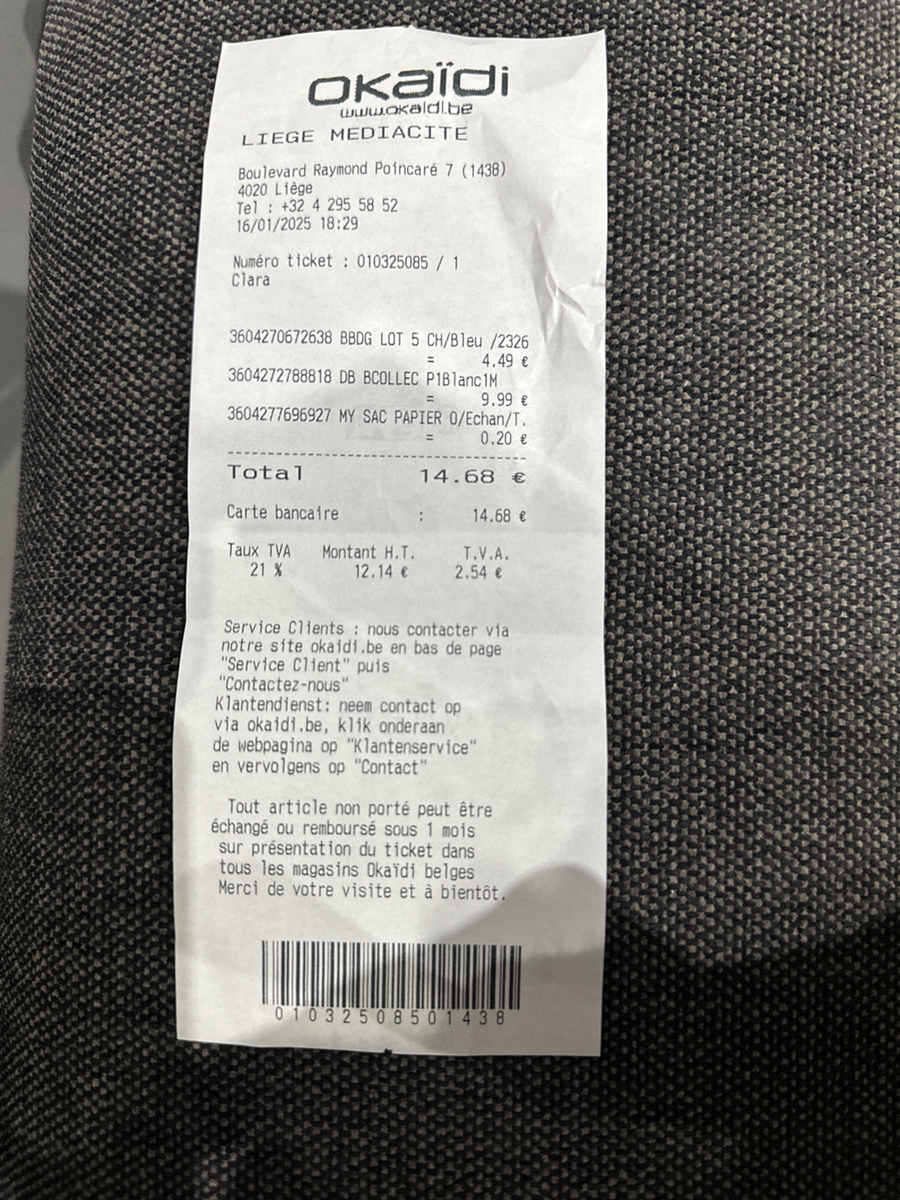 okaïdi
www.okaidi.be
LIEGE MEDIACITE
Boulevard Raymond Poincaré 7 (1438)
4020 Liège
Tel : +32 4 295 58 52
16/01/2025 18:29
Numéro ticket : 010325085 / 1
Clara
3604270672638 BBDG LOT 5 CH/Bleu /2326
= 4.49 €
3604272788818 DB BCOLLEC P1Blanc1M
= 9.99 €
3604277696927 MY SAC PAPIER O/Echan/T.
= 0.20 €
--------------------------------------
Total 14.68 €
Carte bancaire : 14.68 €
Taux TVA Montant H.T. T.V.A.
21 % 12.14 € 2.54 €
Service Clients : nous contacter via
notre site okaidi.be en bas de page
"Service Client" puis
"Contactez-nous"
Klantendienst: neem contact op
via okaidi.be, klik onderaan
de webpagina op "Klantenservice"
en vervolgens op "Contact"
Tout article non porté peut être
échangé ou remboursé sous 1 mois
sur présentation du ticket dans
tous les magasins Okaïdi belges
Merci de votre visite et à bientôt.
01032508501438